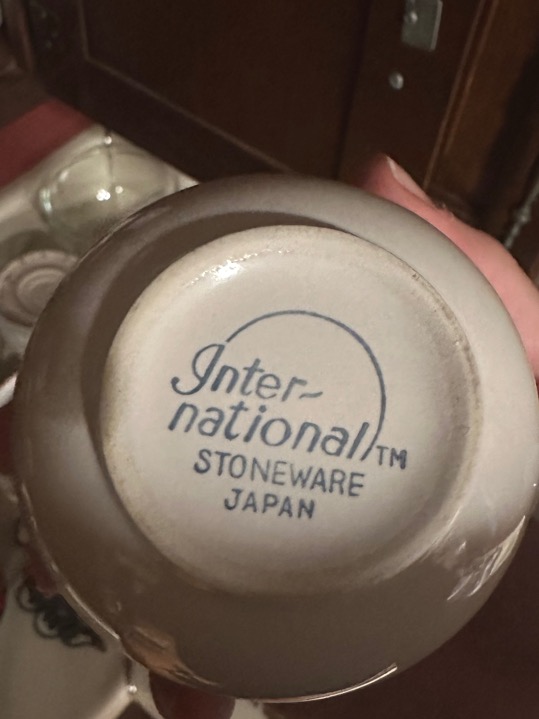 Inter-
national™
STONEWARE
JAPAN